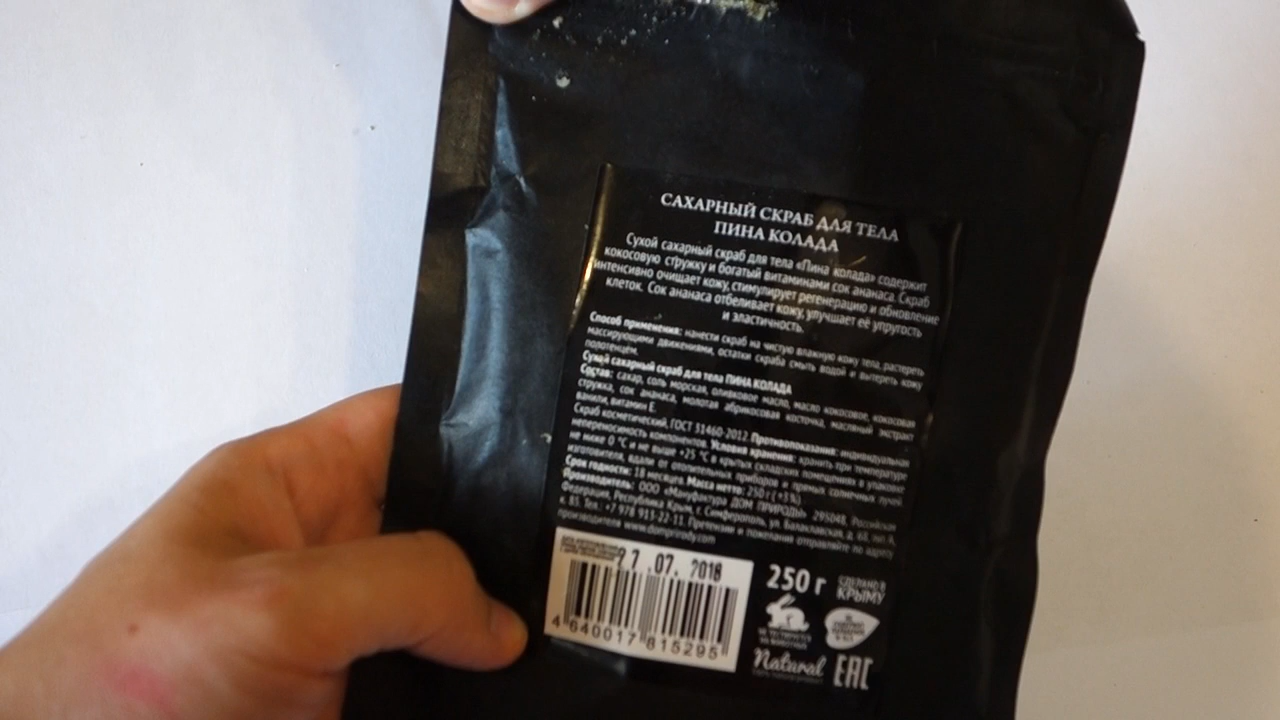 САХАРНЫЙ СКРАБ ДЛЯ ТЕЛА
ПИНА КОЛАДА
Сухой сахарный скраб для тела «Пина колада» содержит
кокосовую стружку и богатый витаминами сок ананаса. Скраб
интенсивно очищает кожу, стимулирует регенерацию и обновление
клеток. Сок ананаса отбеливает кожу, улучшает её упругость
и эластичность.
Способ применения: нанести скраб на чистую влажную кожу тела, растереть
массирующими движениями, остатки скраба смыть водой и вытереть кожу
полотенцем.
Сухой сахарный скраб для тела ПИНА КОЛАДА
Состав: сахар, соль морская, оливковое масло, масло кокосовое, кокосовая
стружка, сок ананаса, молотая абрикосовая косточка, масляный экстракт
ванили, витамин Е.
Скраб косметический, ГОСТ 31460-2012. Противопоказания: индивидуальная
непереносимость компонентов. Условия хранения: хранить при температуре
не ниже 0 °С и не выше +25 °С в крытых складских помещениях в упаковке
изготовителя, вдали от отопительных приборов и прямых солнечных лучей.
Срок годности: 18 месяцев. Масса нетто: 250 г (±3%)
Производитель: ООО «Мануфактура ДОМ ПРИРОДЫ» 295048, Российская
Федерация, Республика Крым, г. Симферополь, ул. Балаклавская, д. 68, лит. А,
к. 85. Тел.: +7 978 913-22-11. Претензии и пожелания отправляйте по адресу
производителя www.domprirody.com
27.07.2018
4 640017 815295
250 г
СДЕЛАНО В
КРЫМУ
Natural
EAC